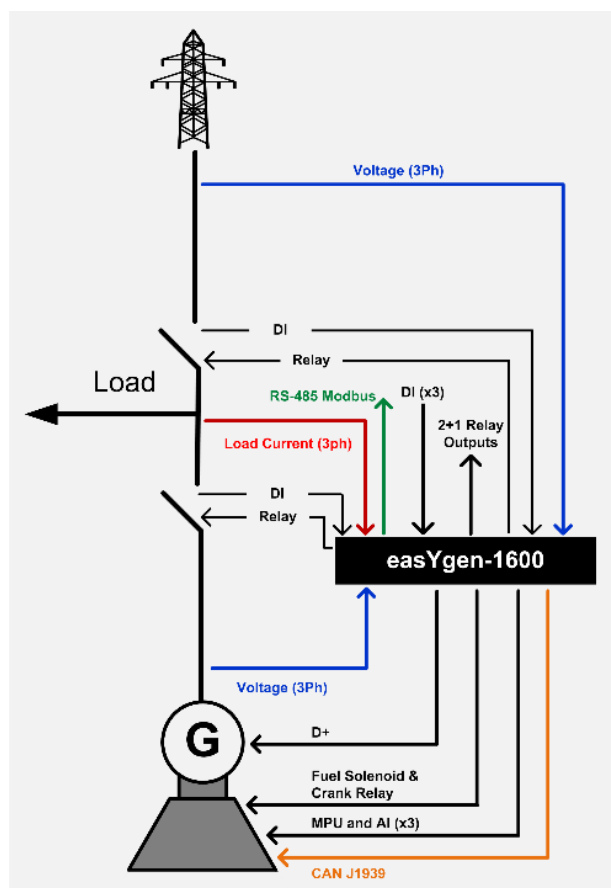 Voltage (3Ph)
DI
Relay
Load
RS-485 Modbus
DI (x3)
2+1 Relay
Outputs
Load Current (3ph)
DI
Relay
easYgen-1600
Voltage (3Ph)
G
D+
Fuel Solenoid &
Crank Relay
MPU and AI (x3)
CAN J1939